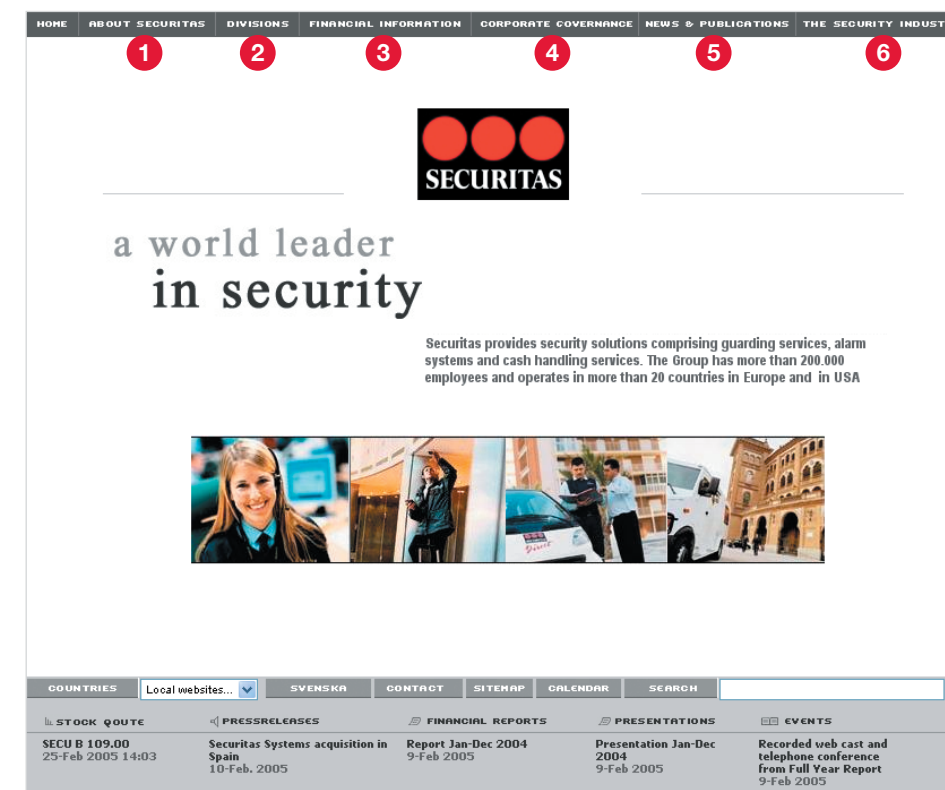 HOME ABOUT SECURITAS DIVISIONS FINANCIAL INFORMATION CORPORATE GOVERNANCE NEWS & PUBLICATIONS THE SECURITY INDUST
1 2 3 4 5 6
SECURITAS
a world leader
in security
Securitas provides security solutions comprising guarding services, alarm
systems and cash handling services. The Group has more than 200.000
employees and operates in more than 20 countries in Europe and in USA
Direct
COUNTRIES Local websites... SVENSKA CONTACT SITEMAP CALENDAR SEARCH
STOCK QOUTE PRESSRELEASES FINANCIAL REPORTS PRESENTATIONS EVENTS
SECU B 109.00
25-Feb 2005 14:03
Securitas Systems acquisition in
Spain
10-Feb. 2005
Report Jan-Dec 2004
9-Feb 2005
Presentation Jan-Dec
2004
9-Feb 2005
Recorded web cast and
telephone conference
from Full Year Report
9-Feb 2005